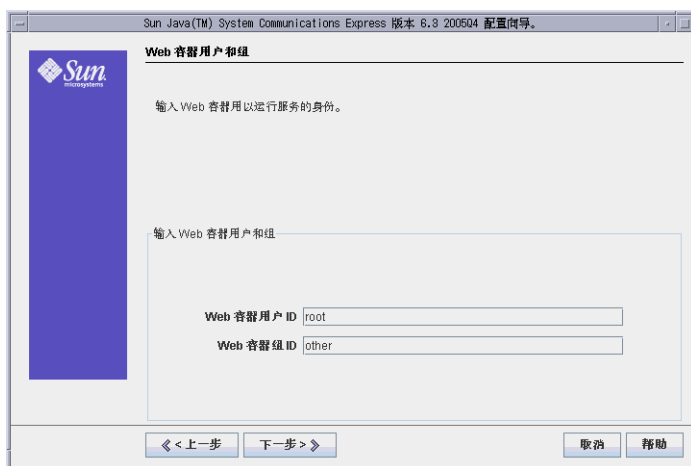 Sun Java(TM) System Communications Express 版本 6.3 2005Q4 配置向导。
Sun
microsystems
Web 容器用户和组
输入 Web 容器用以运行服务的身份。
输入 Web 容器用户和组
Web 容器用户 ID root
Web 容器组 ID other
< 上一步 下一步 > 取消 帮助